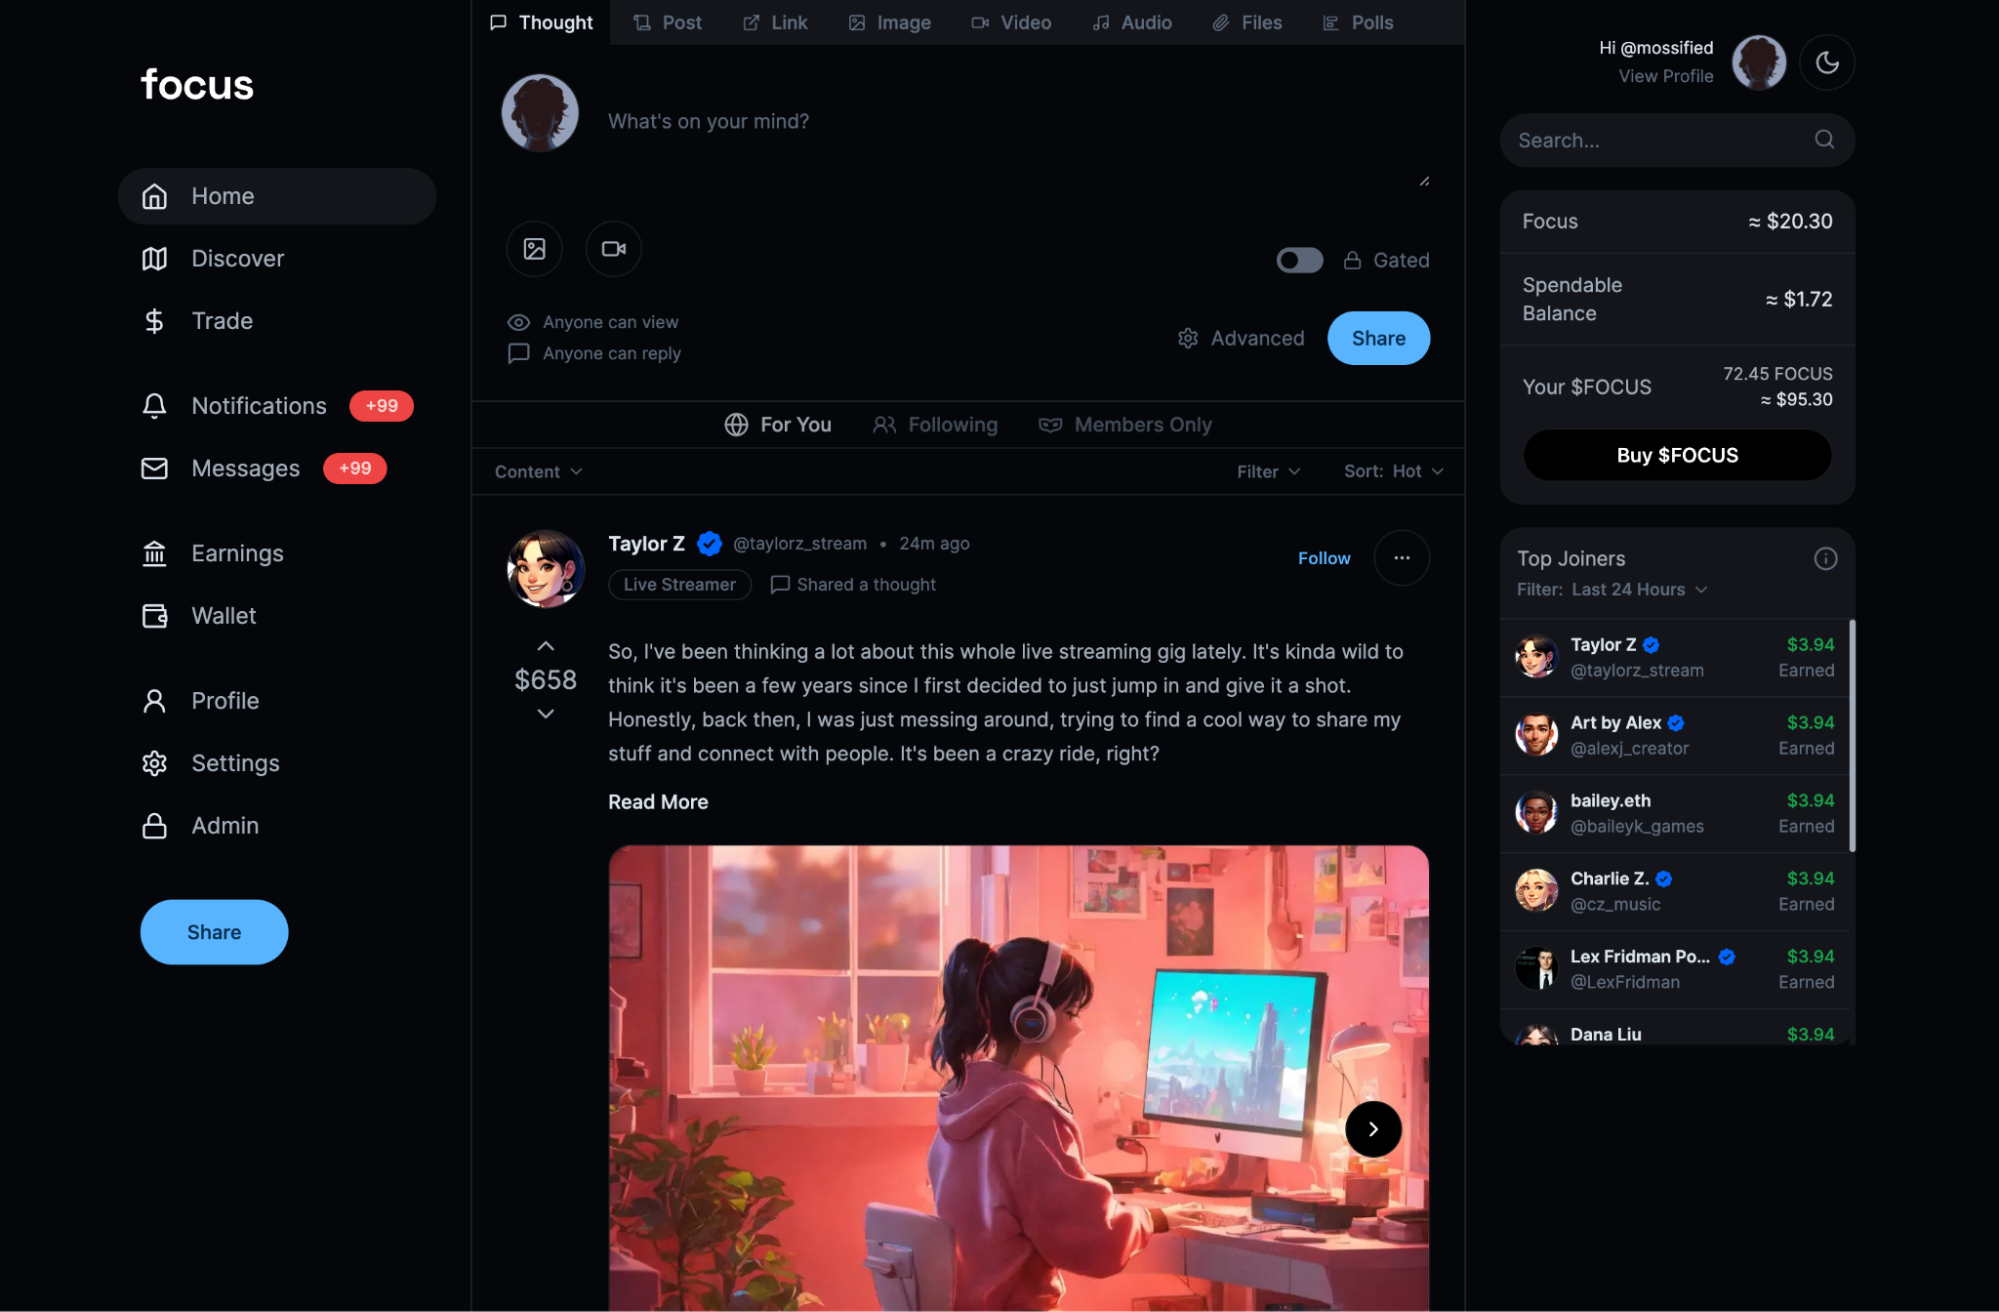 focus
Home
Discover
Trade
Notifications +99
Messages +99
Earnings
Wallet
Profile
Settings
Admin
Share
Thought Post Link Image Video Audio Files Polls
What's on your mind?
Gated
Anyone can view
Anyone can reply
Advanced Share
For You Following Members Only
Content Filter Sort: Hot
Taylor Z @taylorz_stream • 24m ago
Live Streamer Shared a thought
Follow
$658
So, I've been thinking a lot about this whole live streaming gig lately. It's kinda wild to
think it's been a few years since I first decided to just jump in and give it a shot.
Honestly, back then, I was just messing around, trying to find a cool way to share my
stuff and connect with people. It's been a crazy ride, right?
Read More
Hi @mossified
View Profile
Search...
Focus ≈ $20.30
Spendable
Balance
≈ $1.72
Your $FOCUS
72.45 FOCUS
≈ $95.30
Buy $FOCUS
Top Joiners
Filter: Last 24 Hours
Taylor Z $3.94
@taylorz_stream Earned
Art by Alex $3.94
@alexj_creator Earned
bailey.eth $3.94
@baileyk_games Earned
Charlie Z. $3.94
@cz_music Earned
Lex Fridman Po... $3.94
@LexFridman Earned
Dana Liu $3.94